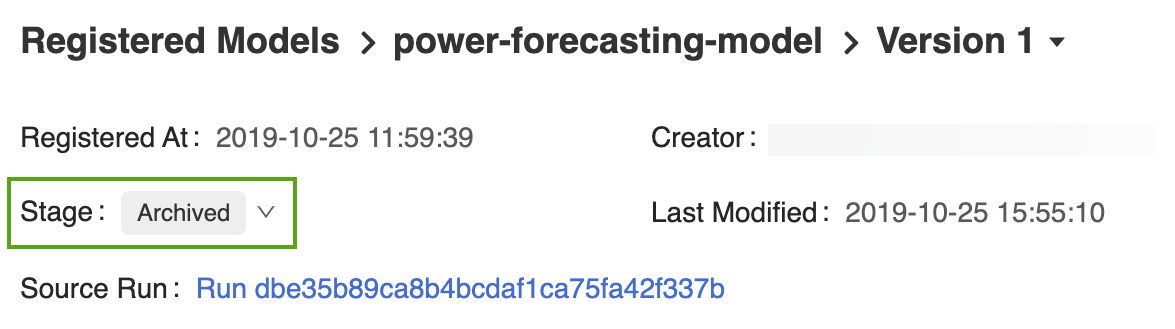 Registered Models > power-forecasting-model > Version 1
Registered At: 2019-10-25 11:59:39
Creator:
Stage: Archived
Last Modified: 2019-10-25 15:55:10
Source Run: Run dbe35b89ca8b4bcdaf1ca75fa42f337b